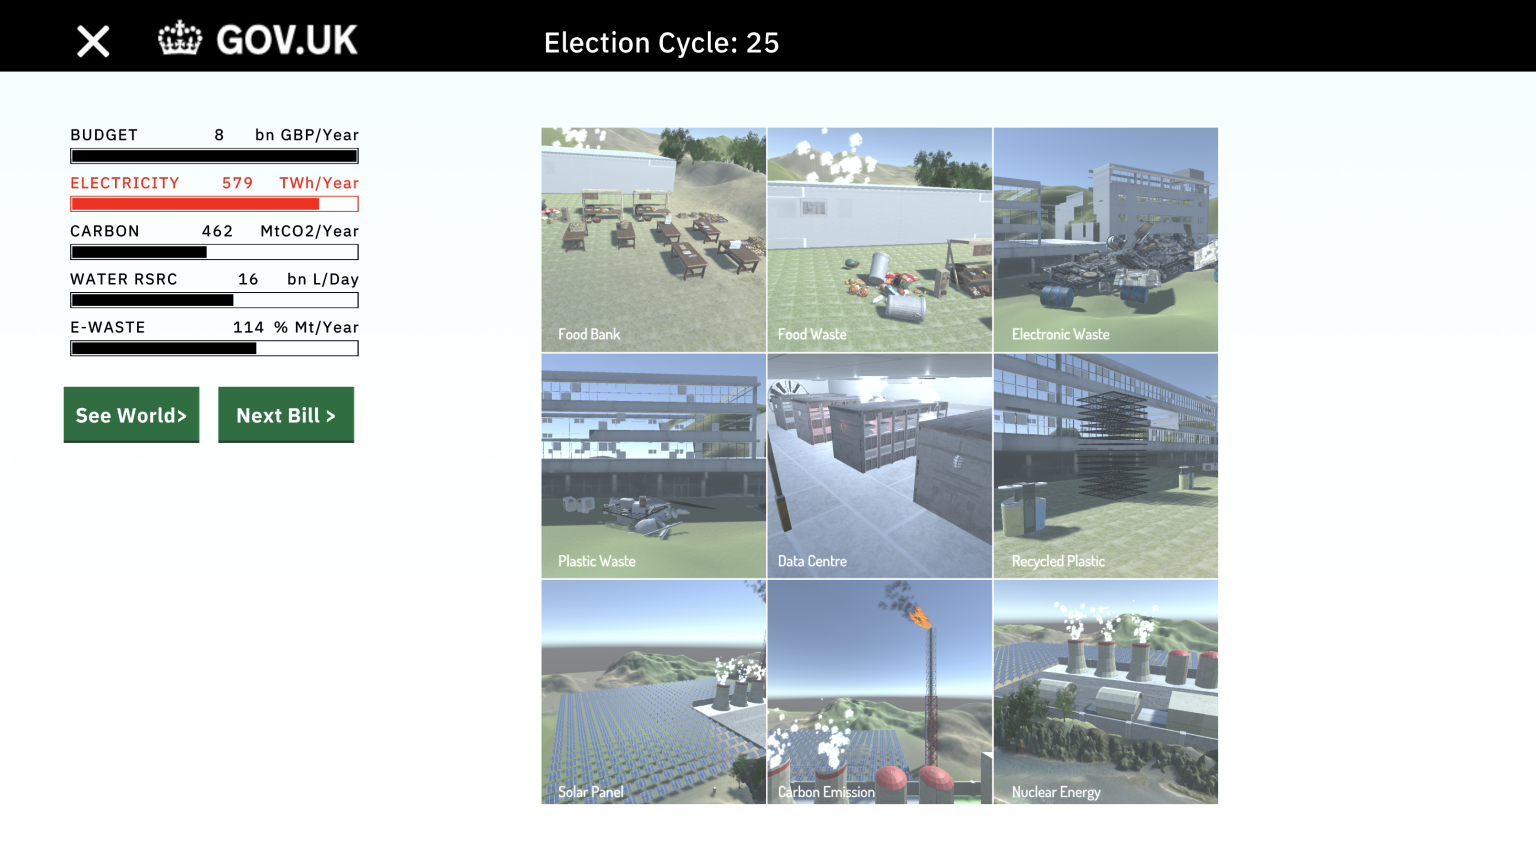 GOV.UK
Election Cycle: 25
BUDGET 8 bn GBP/Year
ELECTRICITY 579 TWh/Year
CARBON 462 MtCO2/Year
WATER RSRC 16 bn L/Day
E-WASTE 114 % Mt/Year
See World>
Next Bill >
Food Bank
Food Waste
Electronic Waste
Plastic Waste
Data Centre
Recycled Plastic
Solar Panel
Carbon Emission
Nuclear Energy